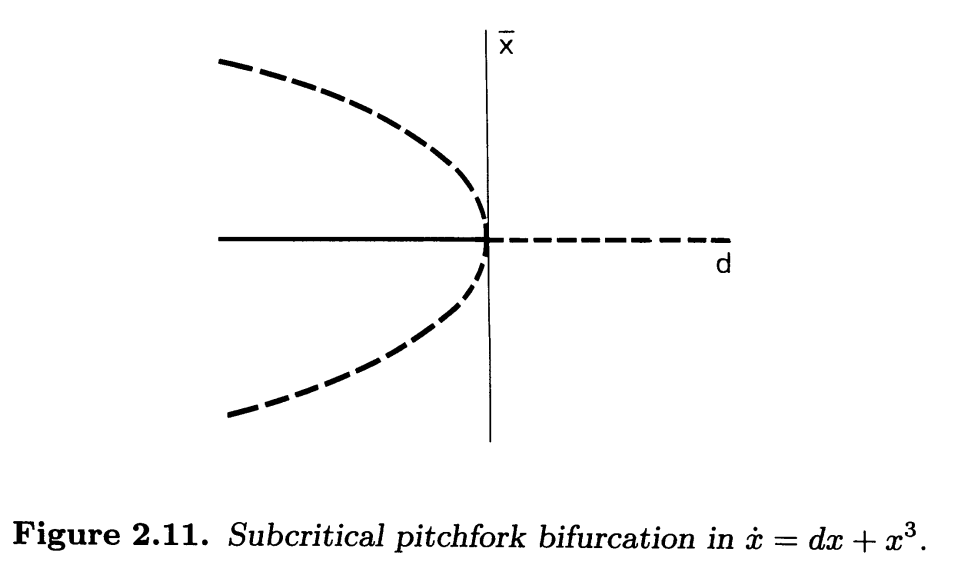 x̄
d
Figure 2.11. Subcritical pitchfork bifurcation in ẋ = dx + x³.